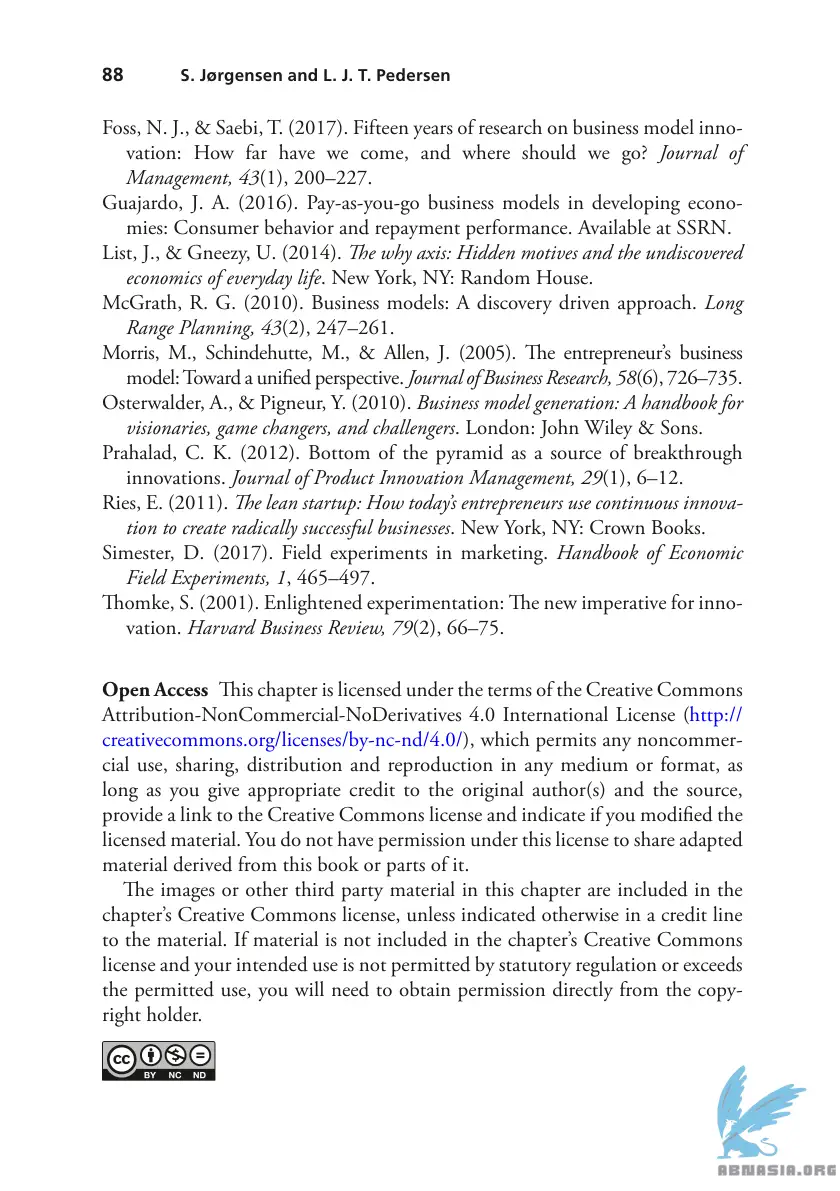 88 S. Jørgensen and L. J. T. Pedersen
Foss, N. J., & Saebi, T. (2017). Fifteen years of research on business model inno-
vation: How far have we come, and where should we go? Journal of
Management, 43(1), 200–227.
Guajardo, J. A. (2016). Pay-as-you-go business models in developing econo-
mies: Consumer behavior and repayment performance. Available at SSRN.
List, J., & Gneezy, U. (2014). The why axis: Hidden motives and the undiscovered
economics of everyday life. New York, NY: Random House.
McGrath, R. G. (2010). Business models: A discovery driven approach. Long
Range Planning, 43(2), 247–261.
Morris, M., Schindehutte, M., & Allen, J. (2005). The entrepreneur’s business
model: Toward a unified perspective. Journal of Business Research, 58(6), 726–735.
Osterwalder, A., & Pigneur, Y. (2010). Business model generation: A handbook for
visionaries, game changers, and challengers. London: John Wiley & Sons.
Prahalad, C. K. (2012). Bottom of the pyramid as a source of breakthrough
innovations. Journal of Product Innovation Management, 29(1), 6–12.
Ries, E. (2011). The lean startup: How today’s entrepreneurs use continuous innova-
tion to create radically successful businesses. New York, NY: Crown Books.
Simester, D. (2017). Field experiments in marketing. Handbook of Economic
Field Experiments, 1, 465–497.
Thomke, S. (2001). Enlightened experimentation: The new imperative for inno-
vation. Harvard Business Review, 79(2), 66–75.
Open Access This chapter is licensed under the terms of the Creative Commons
Attribution-NonCommercial-NoDerivatives 4.0 International License (http://
creativecommons.org/licenses/by-nc-nd/4.0/), which permits any noncommer-
cial use, sharing, distribution and reproduction in any medium or format, as
long as you give appropriate credit to the original author(s) and the source,
provide a link to the Creative Commons license and indicate if you modified the
licensed material. You do not have permission under this license to share adapted
material derived from this book or parts of it.
The images or other third party material in this chapter are included in the
chapter’s Creative Commons license, unless indicated otherwise in a credit line
to the material. If material is not included in the chapter’s Creative Commons
license and your intended use is not permitted by statutory regulation or exceeds
the permitted use, you will need to obtain permission directly from the copy-
right holder.
cc
BY NC ND
ABNASIA.ORG